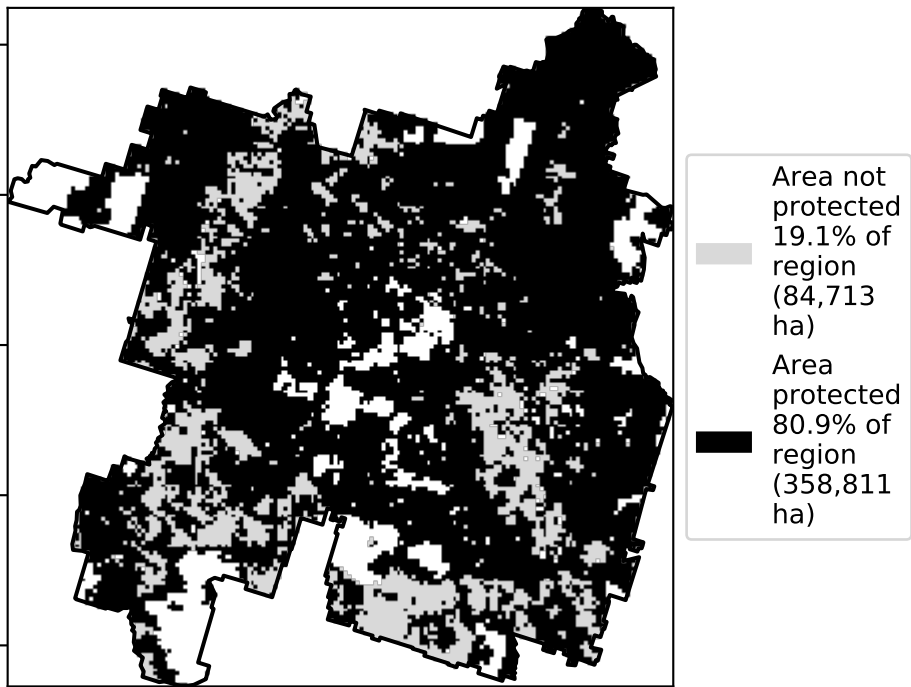 Area not
protected
19.1% of
region
(84,713
ha)
Area
protected
80.9% of
region
(358,811
ha)